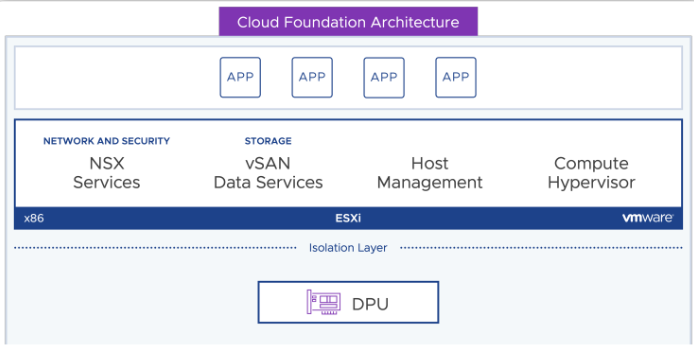 Cloud Foundation Architecture
APP APP APP APP
NETWORK AND SECURITY STORAGE
NSX vSAN Host Compute
Services Data Services Management Hypervisor
x86 ESXi vmware
Isolation Layer
DPU